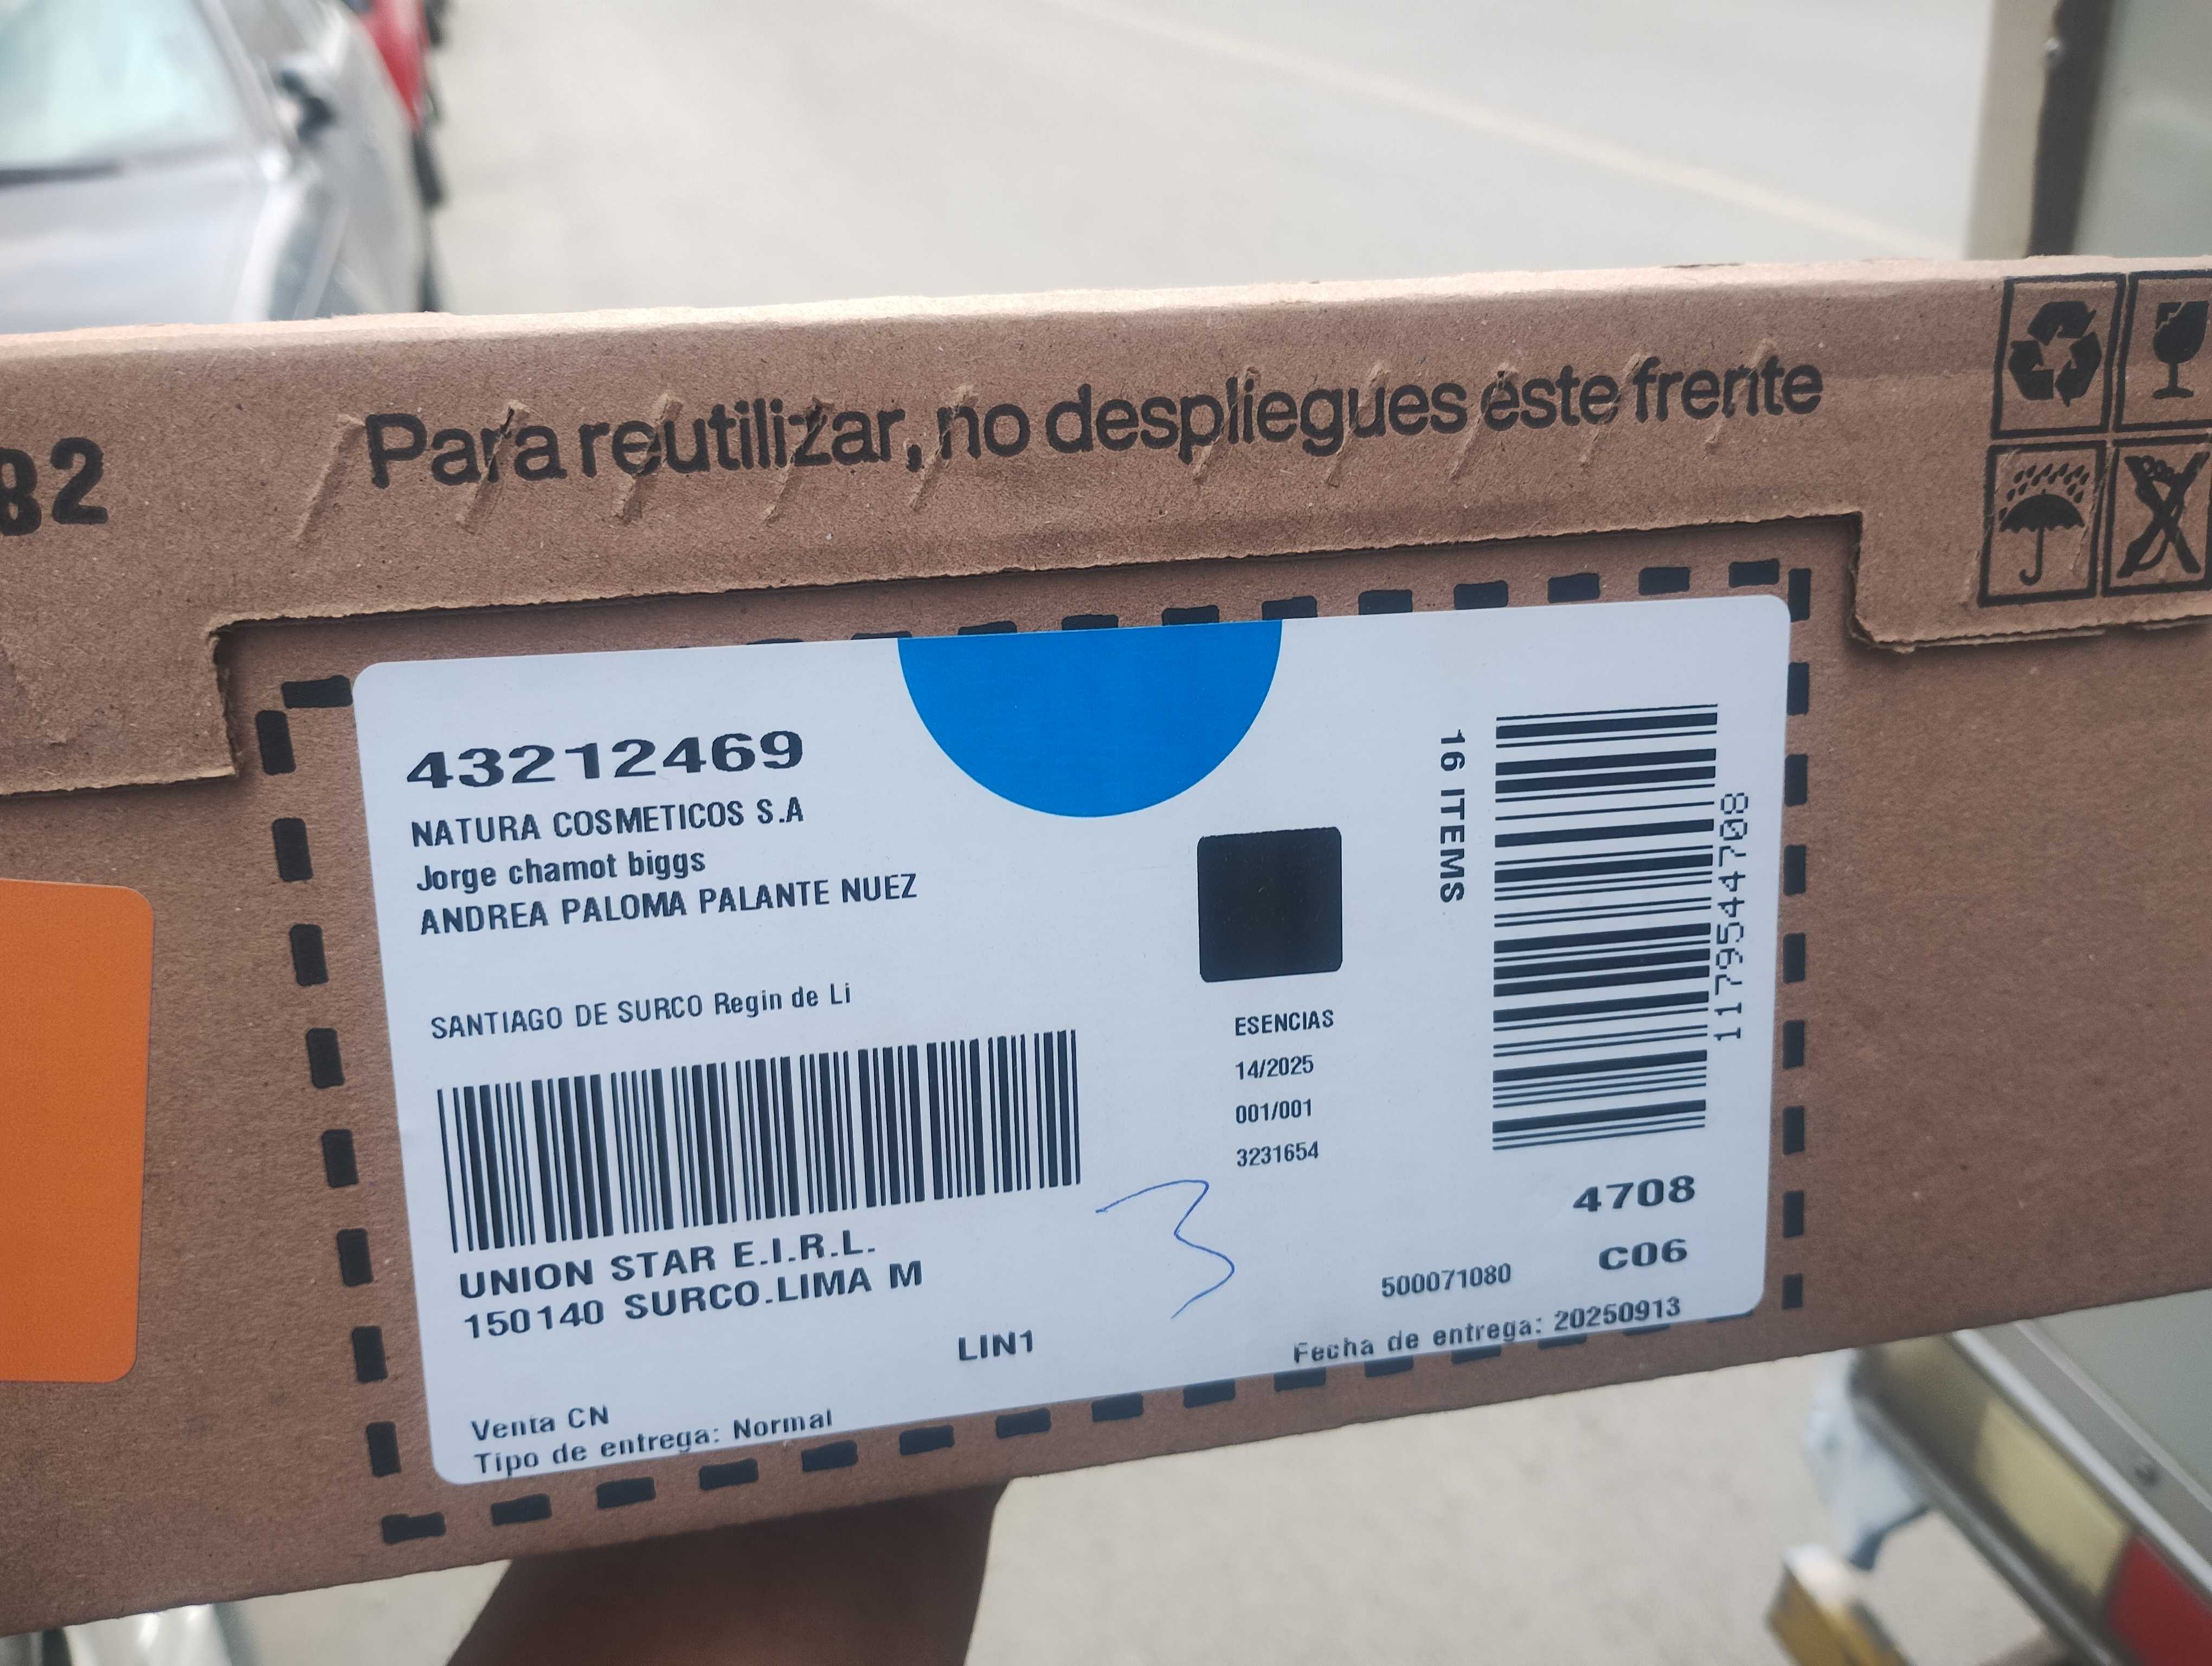 82
Para reutilizar, no despliegues este frente
43212469
NATURA COSMETICOS S.A
Jorge chamot biggs
ANDREA PALOMA PALANTE NUEZ
SANTIAGO DE SURCO Regin de Li
UNION STAR E.I.R.L.
150140 SURCO.LIMA M
LIN1
Venta CN
Tipo de entrega: Normal
ESENCIAS
14/2025
001/001
3231654
3
16 ITEMS
1179544708
4708
C06
500071080
Fecha de entrega: 20250913